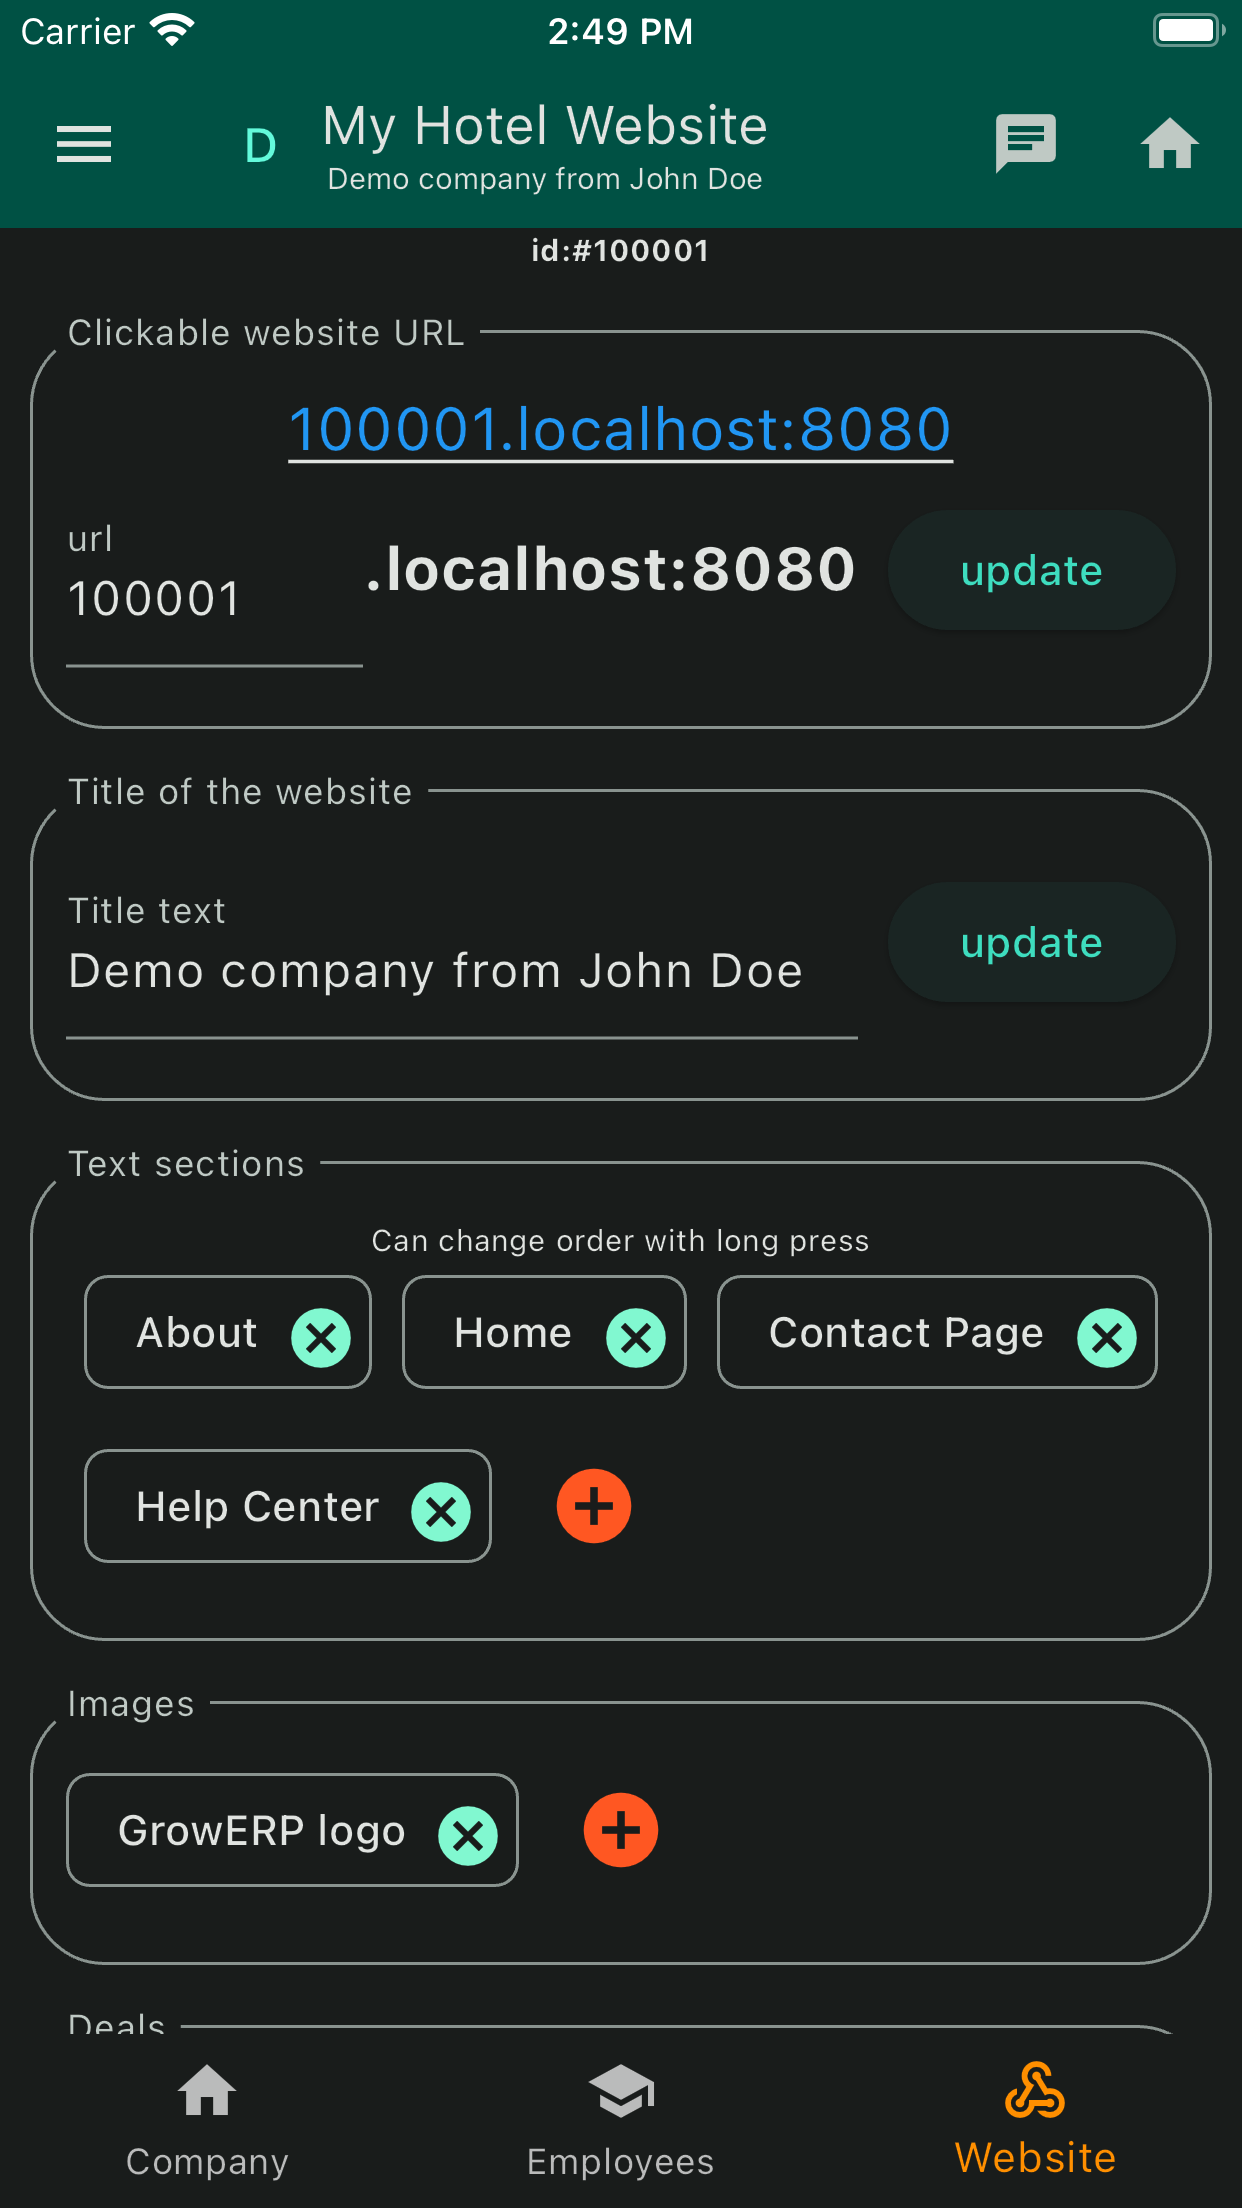 Carrier
2:49 PM
D
My Hotel Website
Demo company from John Doe
id:#100001
Clickable website URL
100001.localhost:8080
url
100001
.localhost:8080
update
Title of the website
Title text
Demo company from John Doe
update
Text sections
Can change order with long press
About
Home
Contact Page
Help Center
Images
GrowERP logo
Deals
Company
Employees
Website